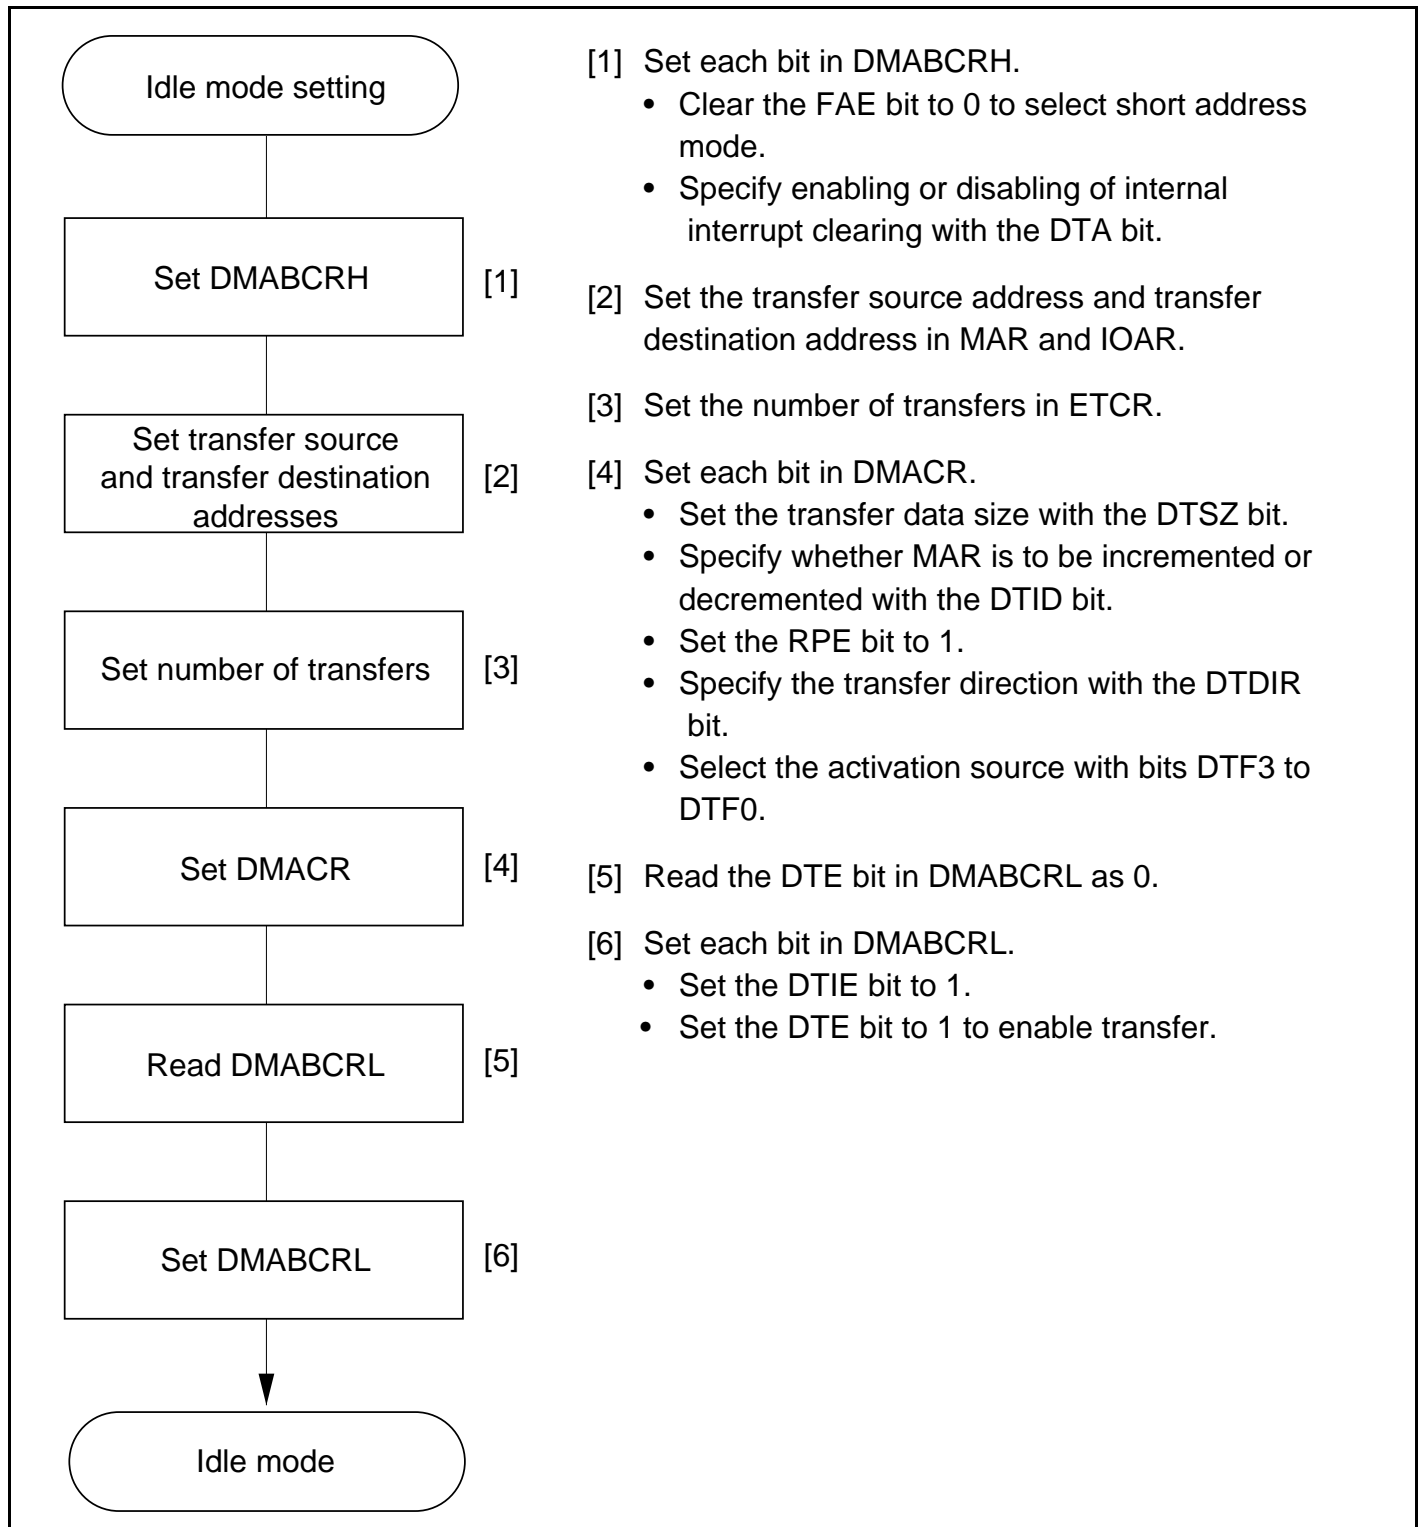 Idle mode setting
Set DMABCRH
[1]
Set transfer source
and transfer destination
addresses
[2]
Set number of transfers
[3]
Set DMACR
[4]
Read DMABCRL
[5]
Set DMABCRL
[6]
Idle mode
[1] Set each bit in DMABCRH.
• Clear the FAE bit to 0 to select short address
mode.
• Specify enabling or disabling of internal
interrupt clearing with the DTA bit.
[2] Set the transfer source address and transfer
destination address in MAR and IOAR.
[3] Set the number of transfers in ETCR.
[4] Set each bit in DMACR.
• Set the transfer data size with the DTSZ bit.
• Specify whether MAR is to be incremented or
decremented with the DTID bit.
• Set the RPE bit to 1.
• Specify the transfer direction with the DTDIR
bit.
• Select the activation source with bits DTF3 to
DTF0.
[5] Read the DTE bit in DMABCRL as 0.
[6] Set each bit in DMABCRL.
• Set the DTIE bit to 1.
• Set the DTE bit to 1 to enable transfer.